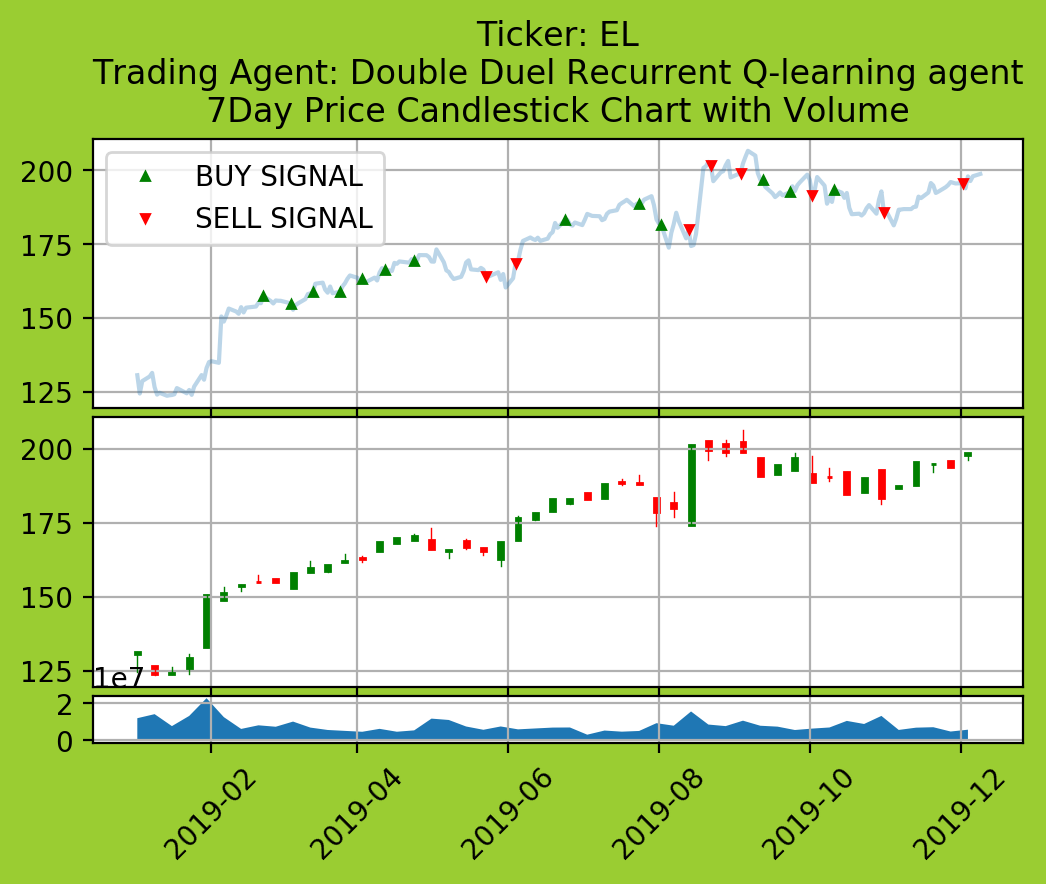 Ticker: EL
Trading Agent: Double Duel Recurrent Q-learning agent
7Day Price Candlestick Chart with Volume
200
175
150
125
BUY SIGNAL
SELL SIGNAL
200
175
150
125
1e7
2
0
2019-02
2019-04
2019-06
2019-08
2019-10
2019-12